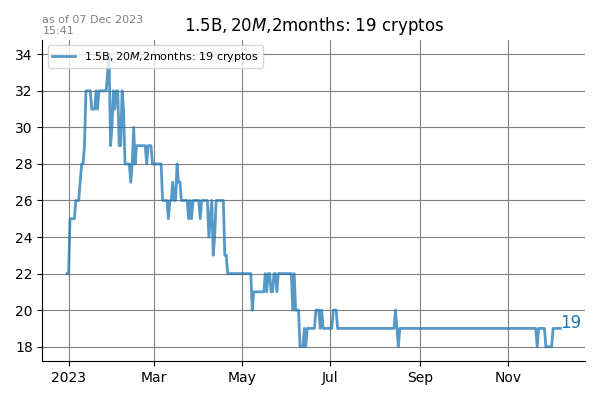 as of 07 Dec 2023
15:41
1.5B, 20M,2months: 19 cryptos
1.5B, 20M,2months: 19 cryptos
34
32
30
28
26
24
22
20
18
19
2023 Mar May Jul Sep Nov